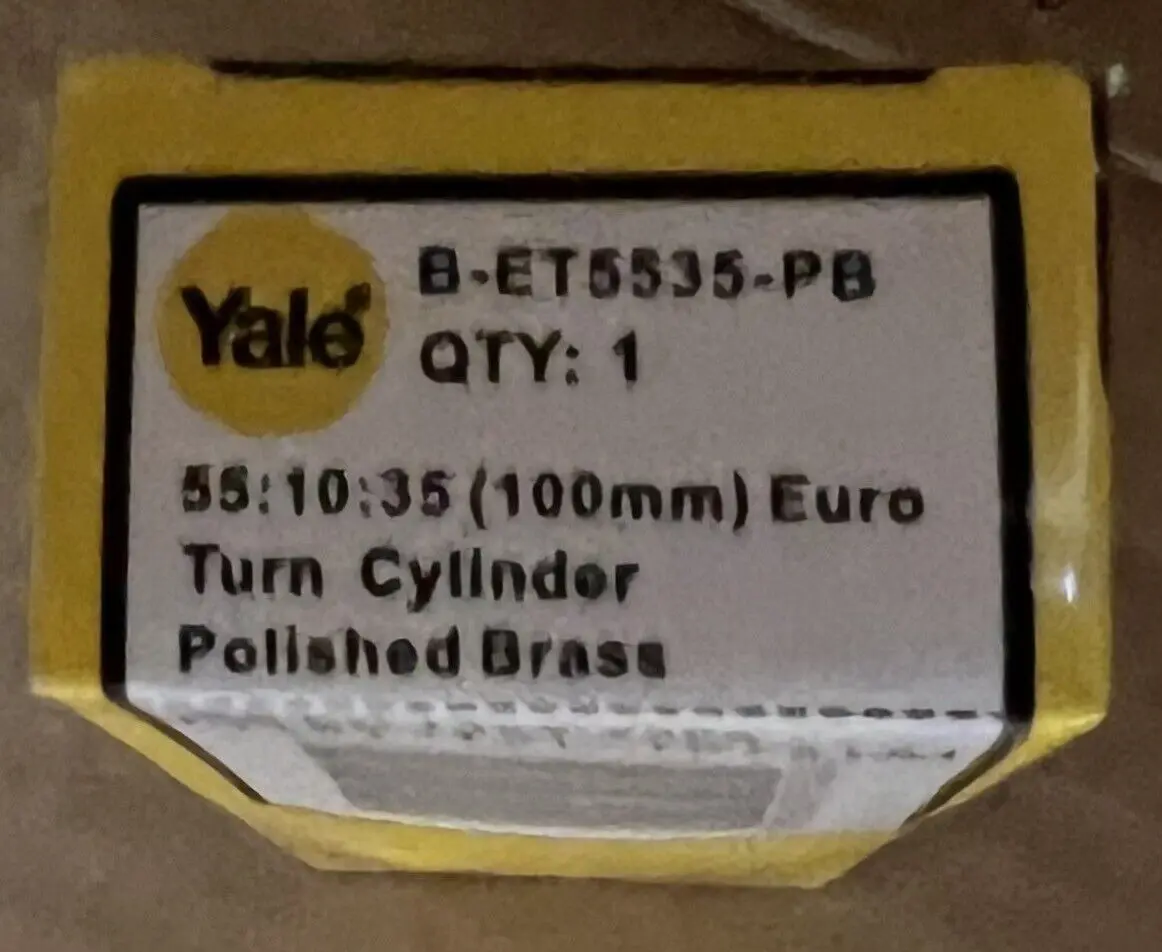 Yale
B-ET5535-PB
QTY: 1
55:10:35 (100mm) Euro
Turn Cylinder
Polished Brass